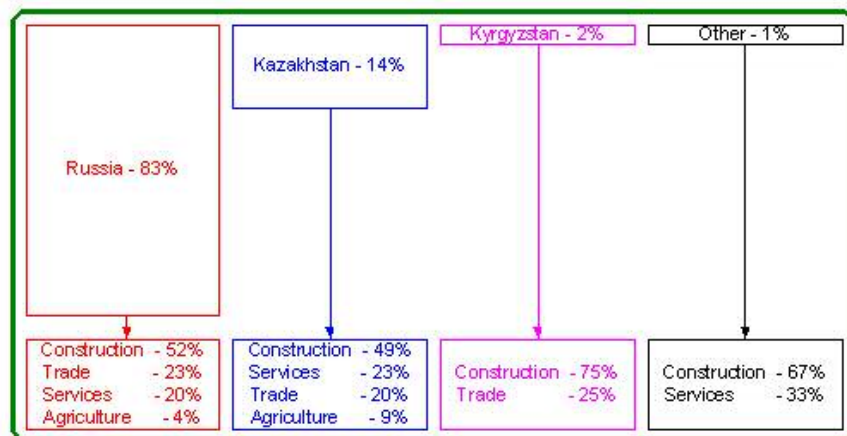 Russia - 83%
Kazakhstan - 14%
Kyrgyzstan - 2%
Other - 1%
Construction - 52%
Trade - 23%
Services - 20%
Agriculture - 4%
Construction - 49%
Services - 23%
Trade - 20%
Agriculture - 9%
Construction - 75%
Trade - 25%
Construction - 67%
Services - 33%